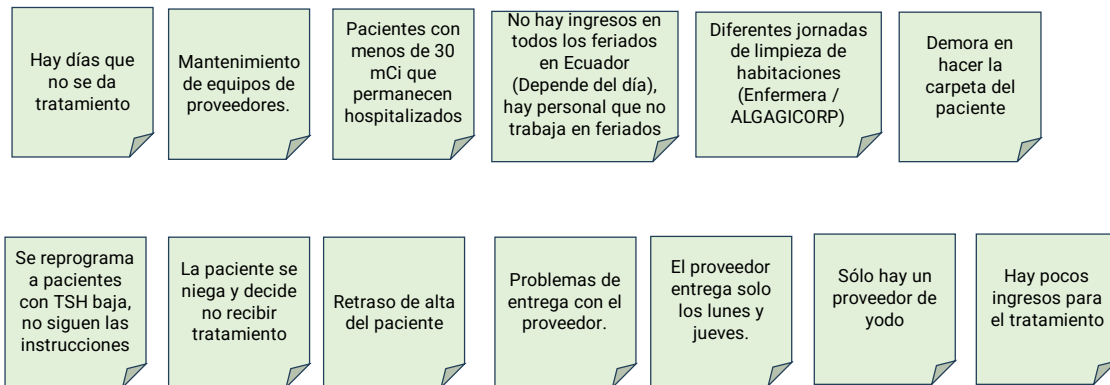 Hay días que
no se da
tratamiento
Mantenimiento
de equipos de
proveedores.
Pacientes con
menos de 30
mCi que
permanecen
hospitalizados
No hay ingresos en
todos los feriados
en Ecuador
(Depende del día),
hay personal que no
trabaja en feriados
Diferentes jornadas
de limpieza de
habitaciones
(Enfermera /
ALGAGICORP)
Demora en
hacer la
carpeta del
paciente
Se reprograma
a pacientes
con TSH baja,
no siguen las
instrucciones
La paciente se
niega y decide
no recibir
tratamiento
Retraso de alta
del paciente
Problemas de
entrega con el
proveedor.
El proveedor
entrega solo
los lunes y
jueves.
Sólo hay un
proveedor de
yodo
Hay pocos
ingresos para
el tratamiento